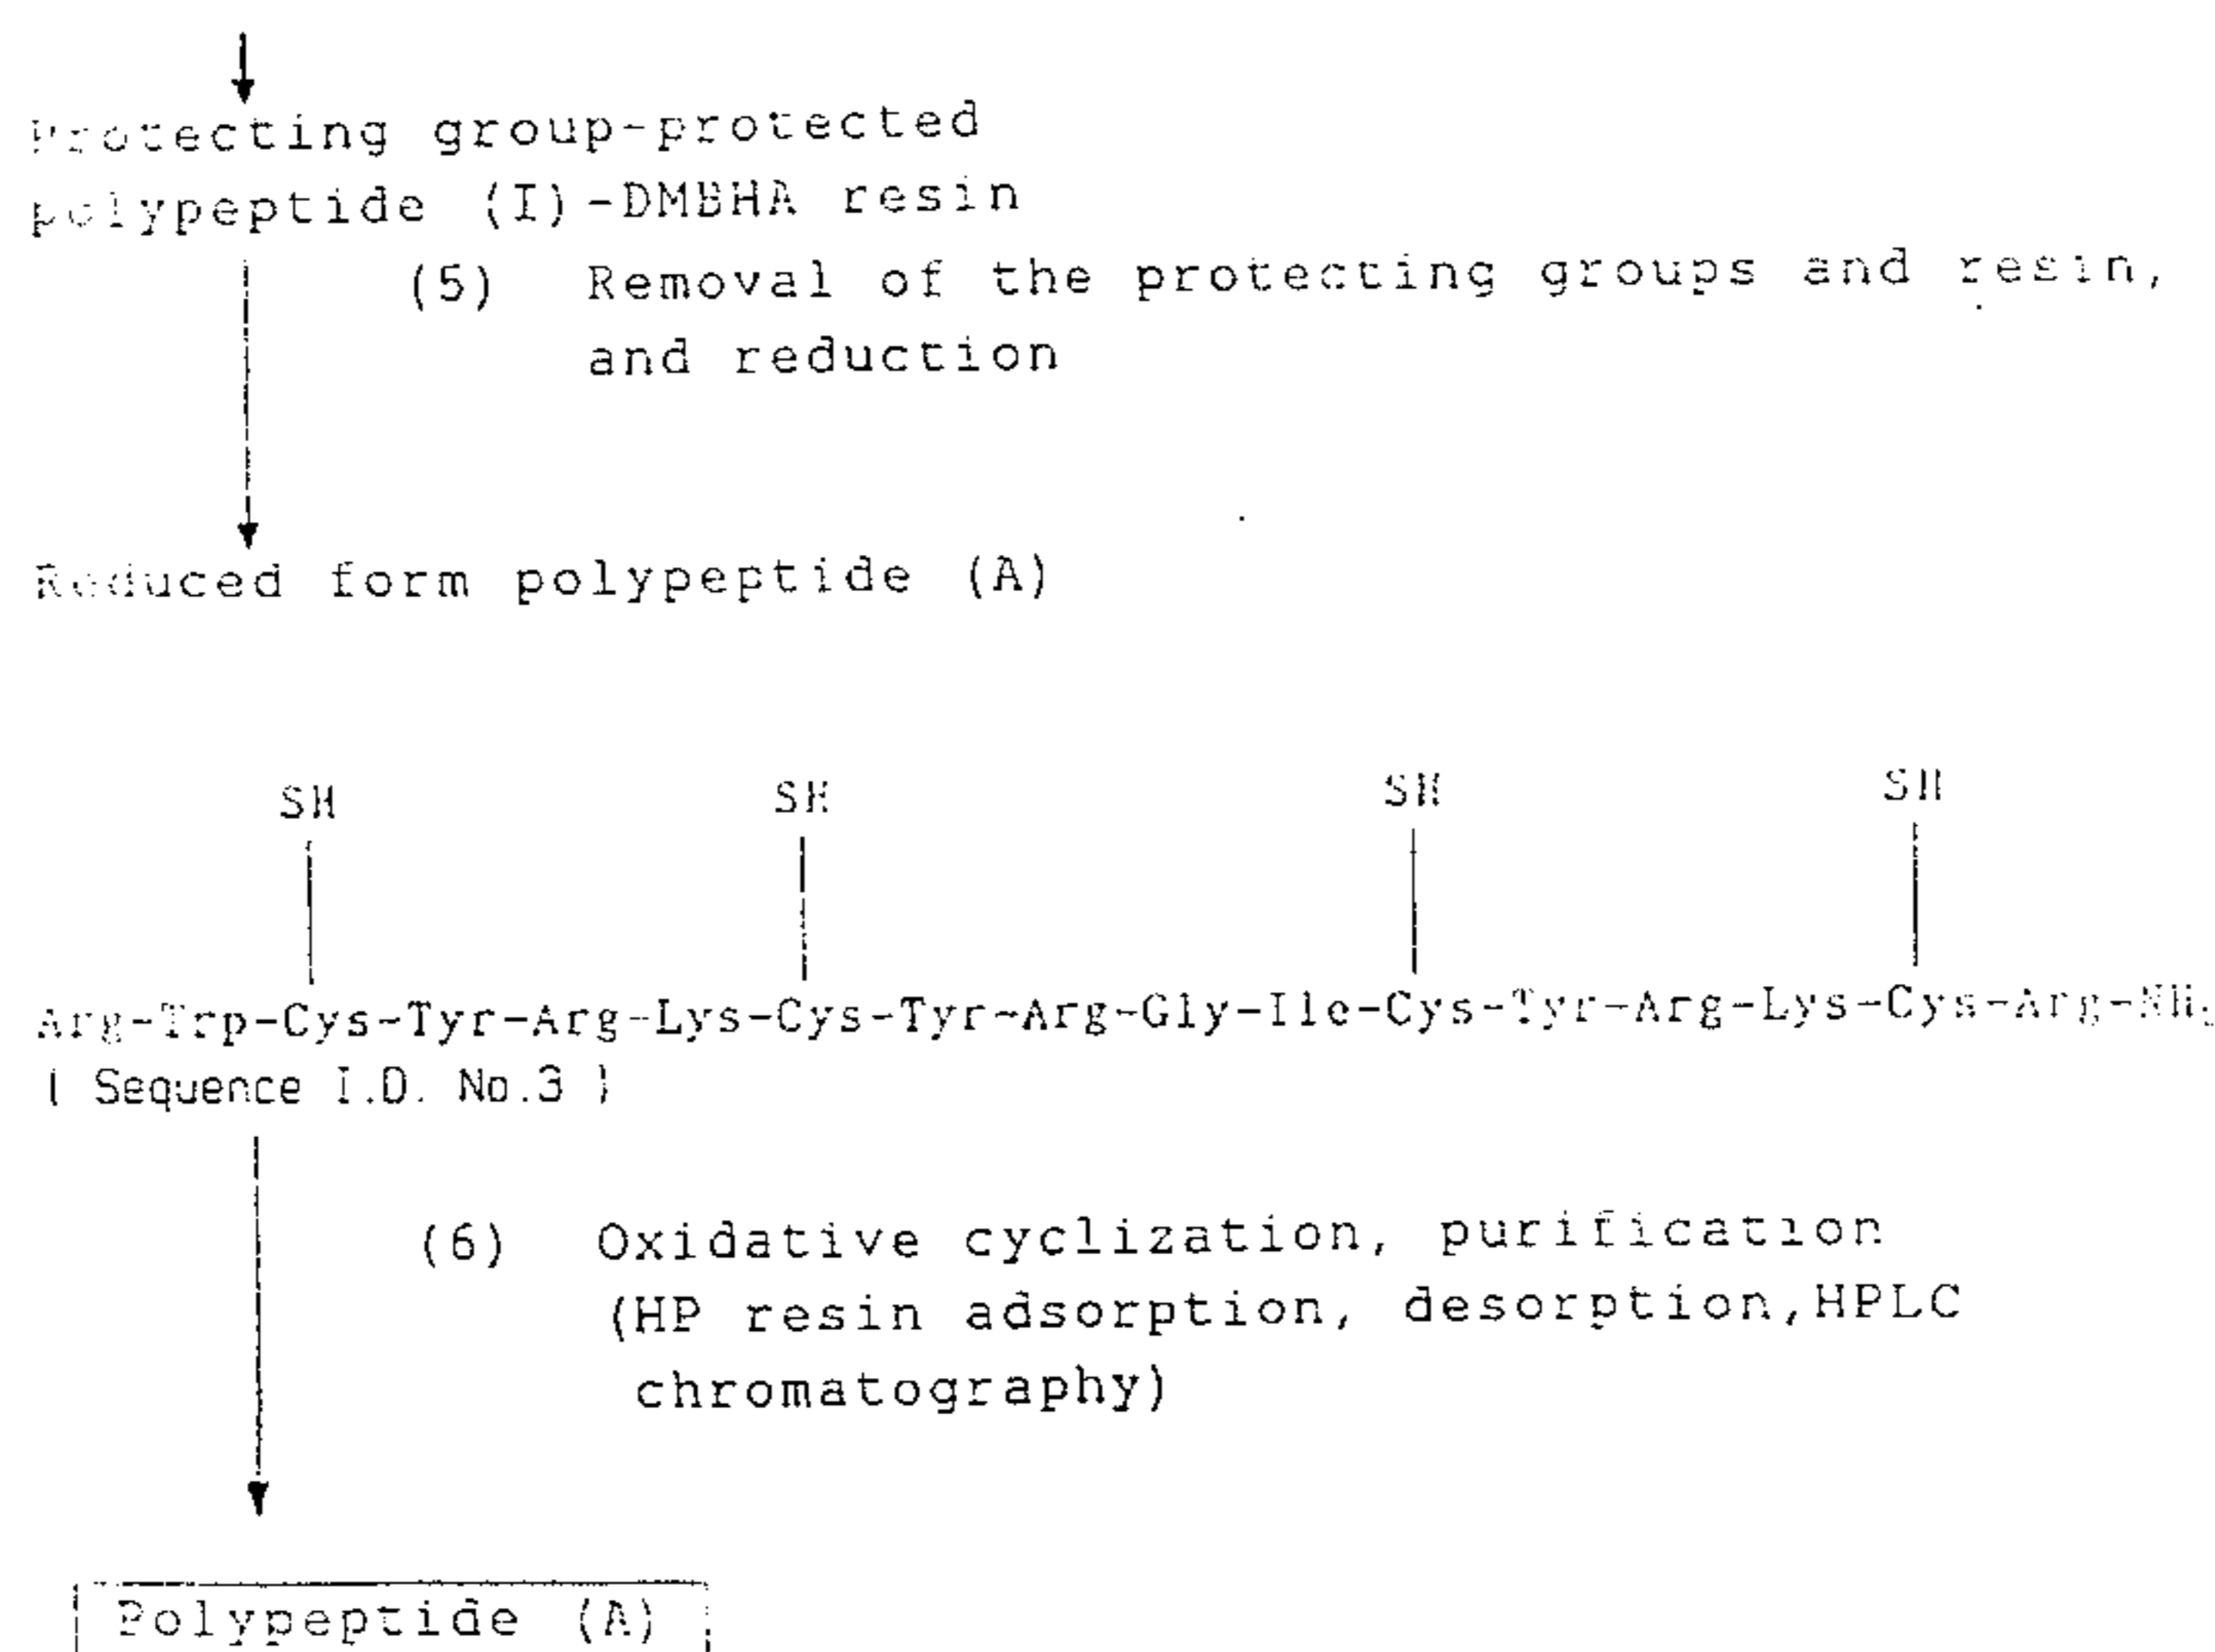 Protecting group-protected
polypeptide (I)-DMBHA resin
(5) Removal of the protecting groups and resin,
and reduction
Reduced form polypeptide (A)
SH SH SH SH
Arg-Trp-Cys-Tyr-Arg-Lys-Cys-Tyr-Arg-Gly-Ile-Cys-Tyr-Arg-Lys-Cys-Arg-NH₂
( Sequence I.D. No.3 )
(6) Oxidative cyclization, purification
(HP resin adsorption, desorption,HPLC
chromatography)
Polypeptide (A)